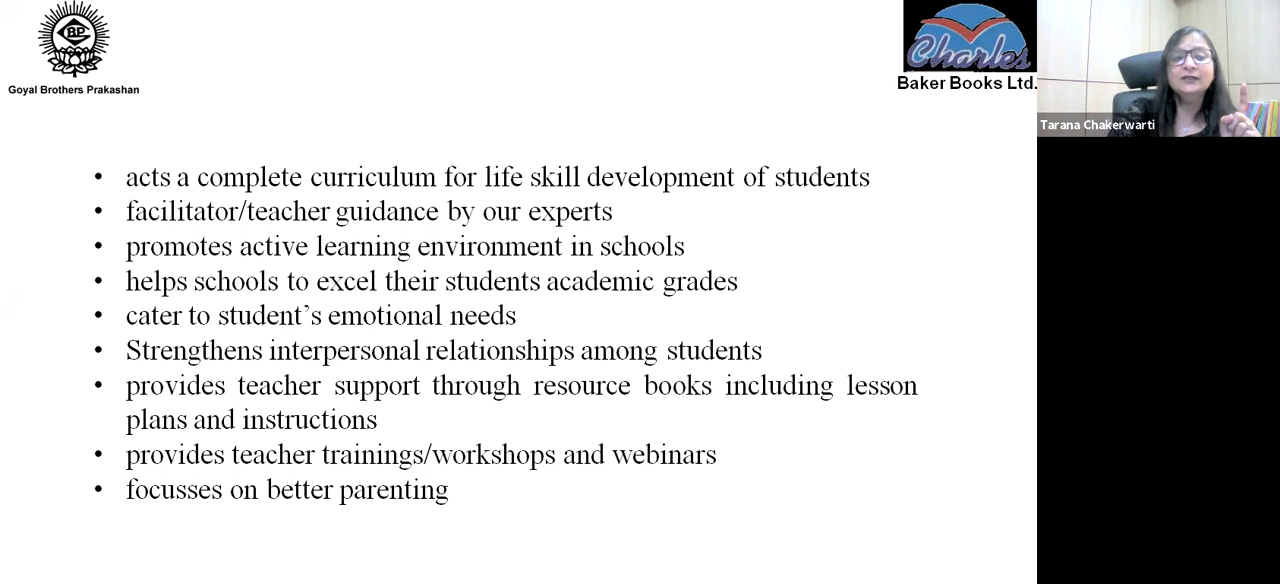 GBP
Goyal Brothers Prakashan
Charles
Baker Books Ltd.
Tarana Chakerwarti
• acts a complete curriculum for life skill development of students
• facilitator/teacher guidance by our experts
• promotes active learning environment in schools
• helps schools to excel their students academic grades
• cater to student’s emotional needs
• Strengthens interpersonal relationships among students
• provides teacher support through resource books including lesson
plans and instructions
• provides teacher trainings/workshops and webinars
• focusses on better parenting